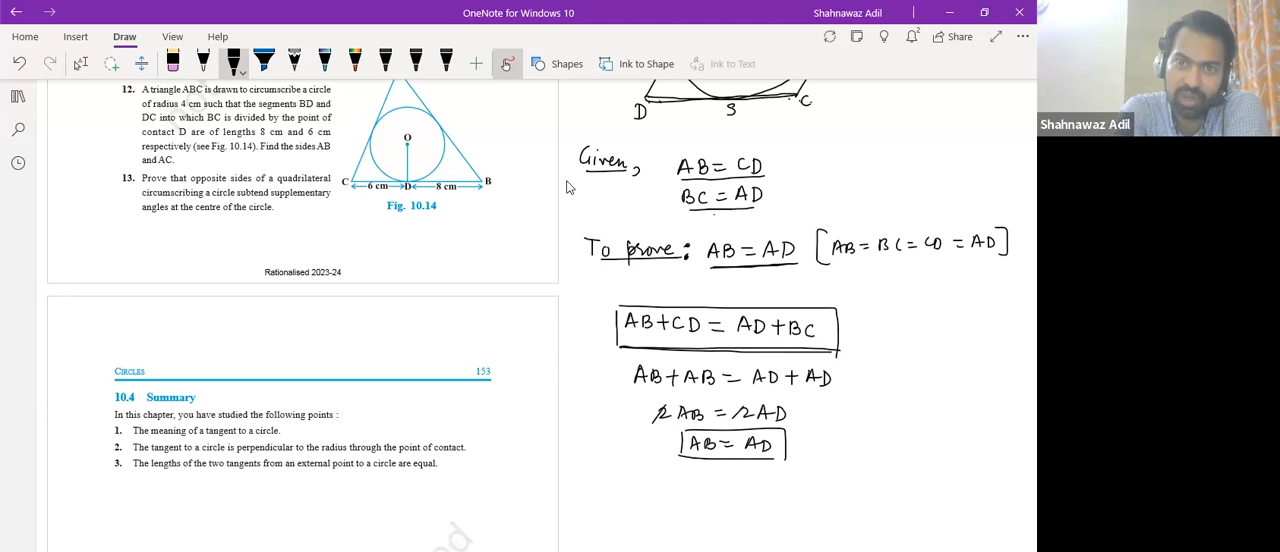 OneNote for Windows 10
Shahnawaz Adil
Home Insert Draw View Help
Share
Shapes
Ink to Shape
Ink to Text
12. A triangle ABC is drawn to circumscribe a circle
of radius 4 cm such that the segments BD and
DC into which BC is divided by the point of
contact D are of lengths 8 cm and 6 cm
respectively (see Fig. 10.14). Find the sides AB
and AC.
13. Prove that opposite sides of a quadrilateral
circumscribing a circle subtend supplementary
angles at the centre of the circle.
O
C
6 cm
D
8 cm
B
Fig. 10.14
Rationalised 2023-24
CIRCLES 153
10.4 Summary
In this chapter, you have studied the following points :
1. The meaning of a tangent to a circle.
2. The tangent to a circle is perpendicular to the radius through the point of contact.
3. The lengths of the two tangents from an external point to a circle are equal.
D
S
C
Given, AB = CD
BC = AD
To prove: AB = AD [AB = BC = CD = AD]
AB+CD = AD+BC
AB+AB = AD+AD
2AB = 2AD
AB = AD
Shahnawaz Adil